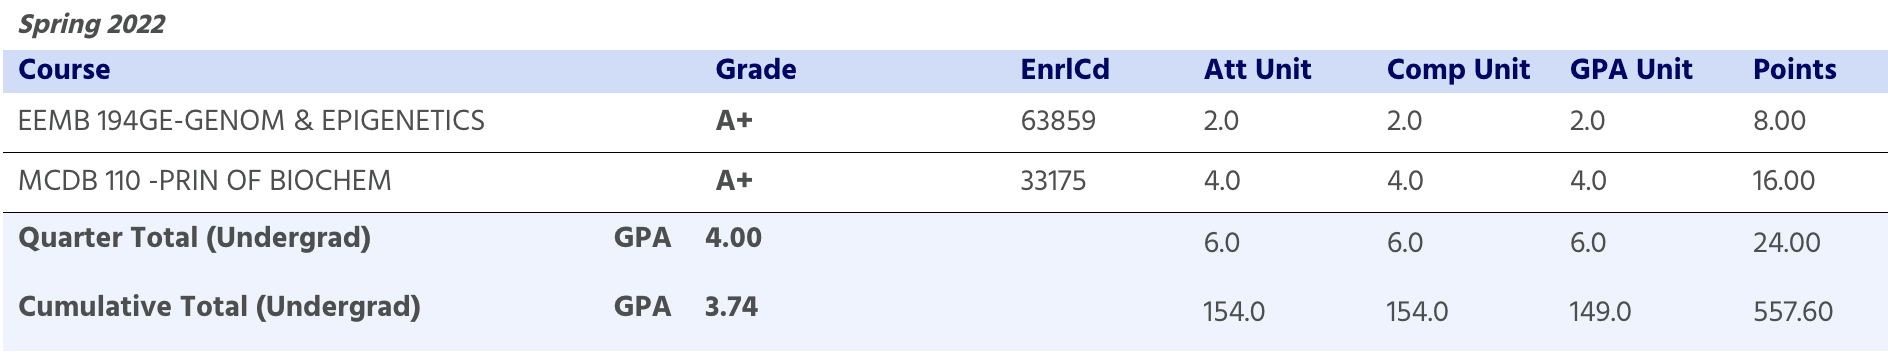 Spring 2022
Course Grade EnrlCd Att Unit Comp Unit GPA Unit Points
EEMB 194GE-GENOM & EPIGENETICS A+ 63859 2.0 2.0 2.0 8.00
MCDB 110 -PRIN OF BIOCHEM A+ 33175 4.0 4.0 4.0 16.00
Quarter Total (Undergrad) GPA 4.00 6.0 6.0 6.0 24.00
Cumulative Total (Undergrad) GPA 3.74 154.0 154.0 149.0 557.60